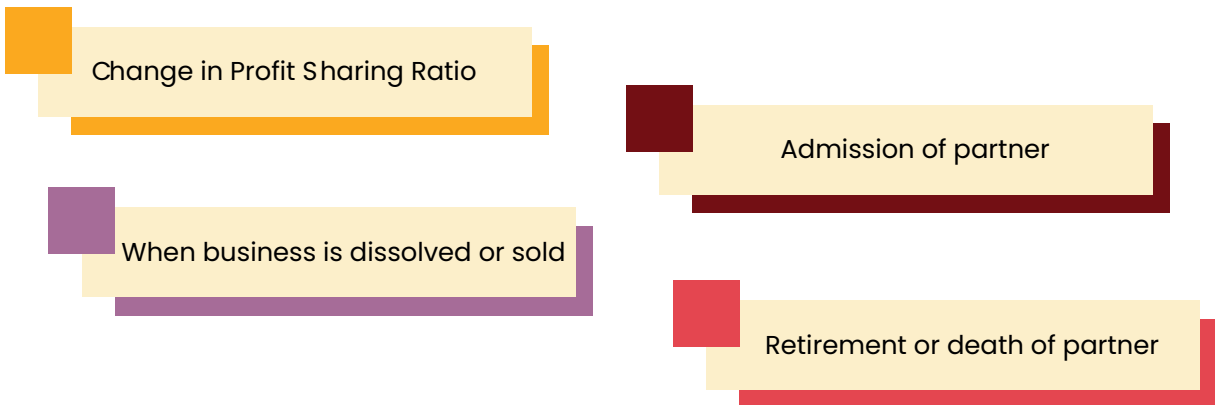 Change in Profit Sharing Ratio
Admission of partner
When business is dissolved or sold
Retirement or death of partner